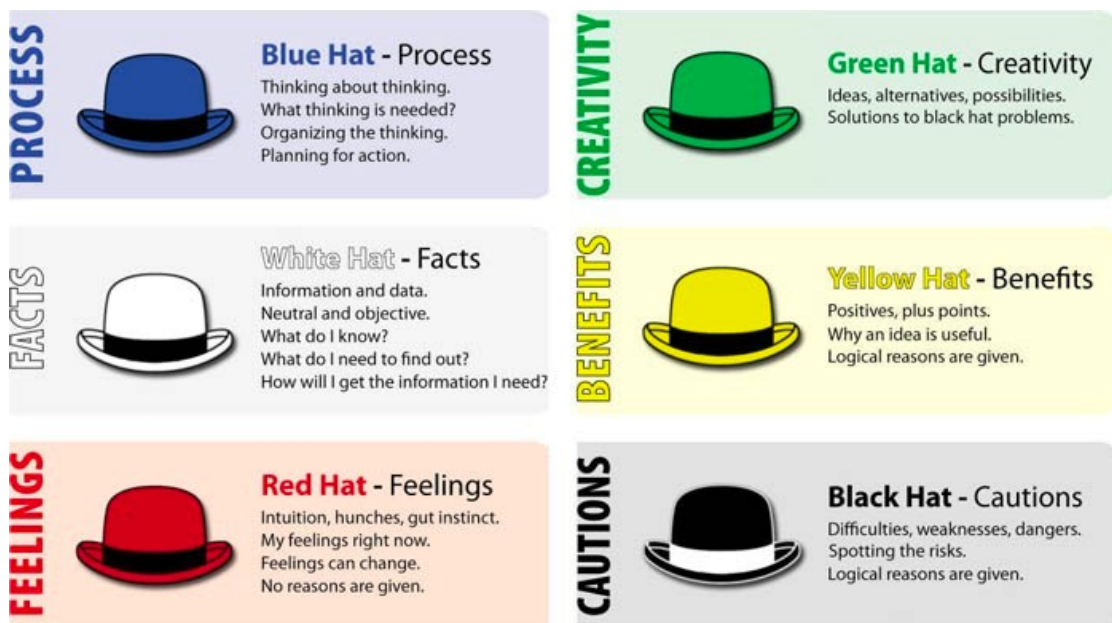 PROCESS
Blue Hat - Process
Thinking about thinking.
What thinking is needed?
Organizing the thinking.
Planning for action.
CREATIVITY
Green Hat - Creativity
Ideas, alternatives, possibilities.
Solutions to black hat problems.
FACTS
White Hat - Facts
Information and data.
Neutral and objective.
What do I know?
What do I need to find out?
How will I get the information I need?
BENEFITS
Yellow Hat - Benefits
Positives, plus points.
Why an idea is useful.
Logical reasons are given.
FEELINGS
Red Hat - Feelings
Intuition, hunches, gut instinct.
My feelings right now.
Feelings can change.
No reasons are given.
CAUTIONS
Black Hat - Cautions
Difficulties, weaknesses, dangers.
Spotting the risks.
Logical reasons are given.